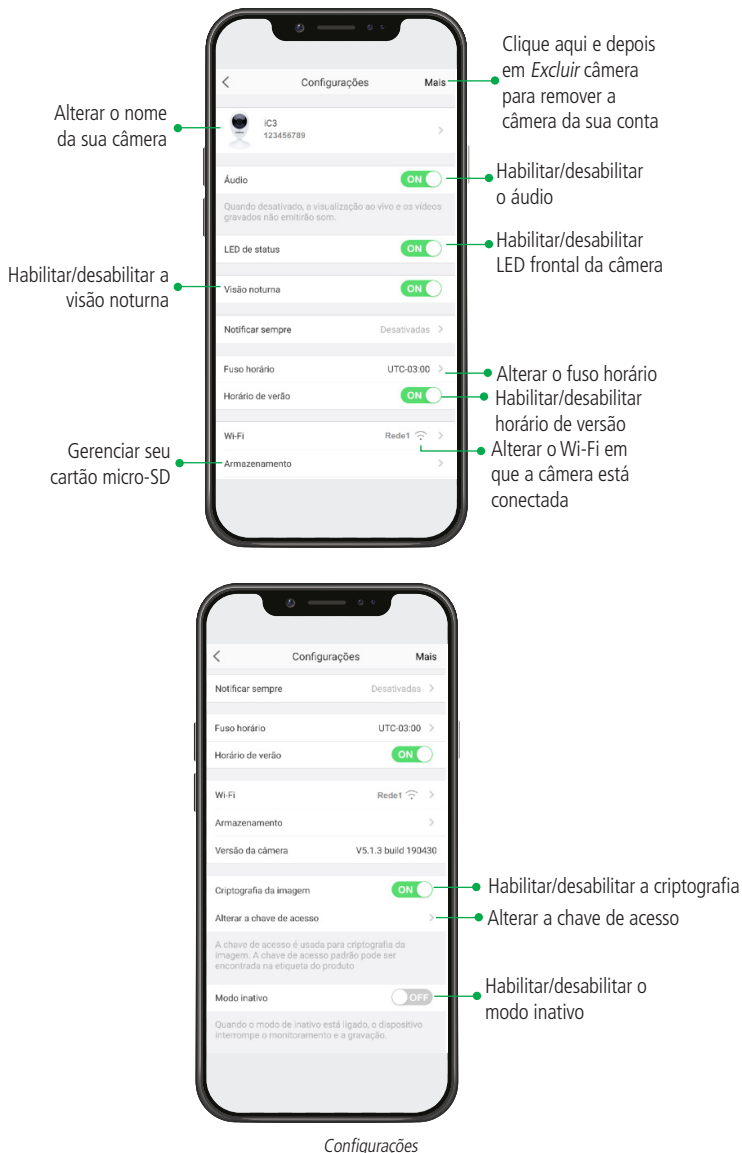 Configurações
Mais
Clique aqui e depois
em Excluir câmera
para remover a
câmera da sua conta
Alterar o nome
da sua câmera
iC3
123456789
Áudio
ON
Habilitar/desabilitar
o áudio
Quando desativado, a visualização ao vivo e os vídeos
gravados não emitirão som.
LED de status
ON
Habilitar/desabilitar
LED frontal da câmera
Habilitar/desabilitar a
visão noturna
Visão noturna
ON
Notificar sempre
Desativadas
Fuso horário
UTC-03:00
Alterar o fuso horário
Horário de verão
ON
Habilitar/desabilitar
horário de versão
Wi-Fi
Rede1
Alterar o Wi-Fi em
que a câmera está
conectada
Gerenciar seu
cartão micro-SD
Armazenamento
Configurações
Mais
Notificar sempre
Desativadas
Fuso horário
UTC-03:00
Horário de verão
ON
Wi-Fi
Rede1
Armazenamento
Versão da câmera
V5.1.3 build 190430
Criptografia da imagem
ON
Habilitar/desabilitar a criptografia
Alterar a chave de acesso
Alterar a chave de acesso
A chave de acesso é usada para criptografia da
imagem. A chave de acesso padrão pode ser
encontrada na etiqueta do produto
Modo inativo
OFF
Habilitar/desabilitar o
modo inativo
Quando o modo de inativo está ligado, o dispositivo
interrompe o monitoramento e a gravação.
Configurações